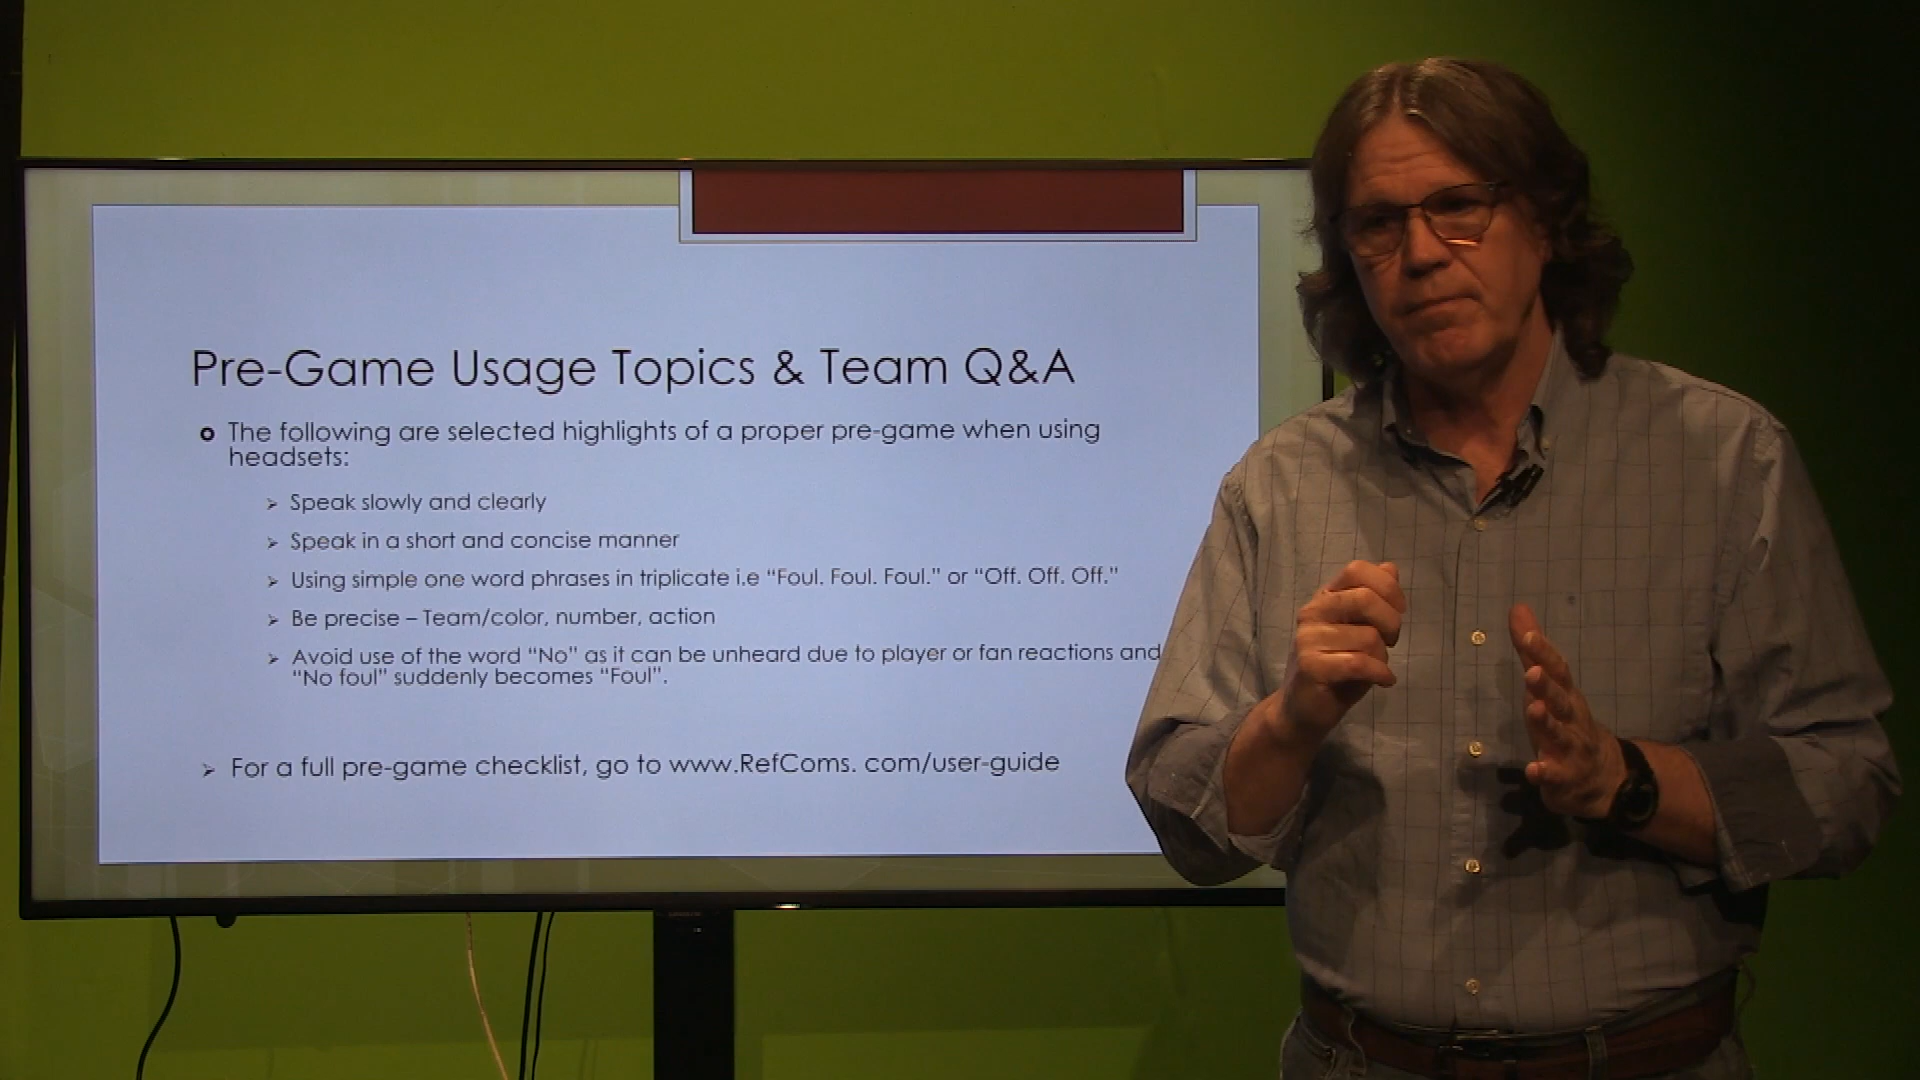 Pre-Game Usage Topics & Team Q&A
The following are selected highlights of a proper pre-game when using
headsets:
Speak slowly and clearly
Speak in a short and concise manner
Using simple one word phrases in triplicate i.e “Foul. Foul. Foul.” or “Off. Off. Off.”
Be precise – Team/color, number, action
Avoid use of the word “No” as it can be unheard due to player or fan reactions and
“No foul” suddenly becomes “Foul”.
For a full pre-game checklist, go to www.RefComs. com/user-guide